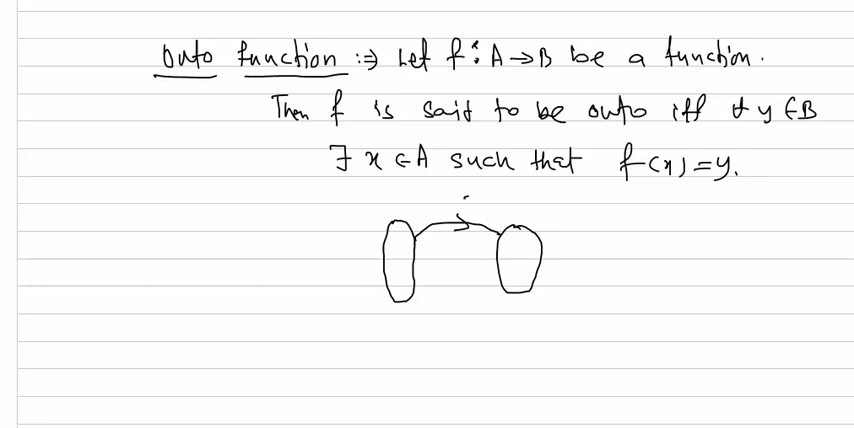 Onto function :⇒ Let f : A → B be a function.
Then f is said to be onto iff ∀ y ∈ B
∃ x ∈ A such that f(x) = y.